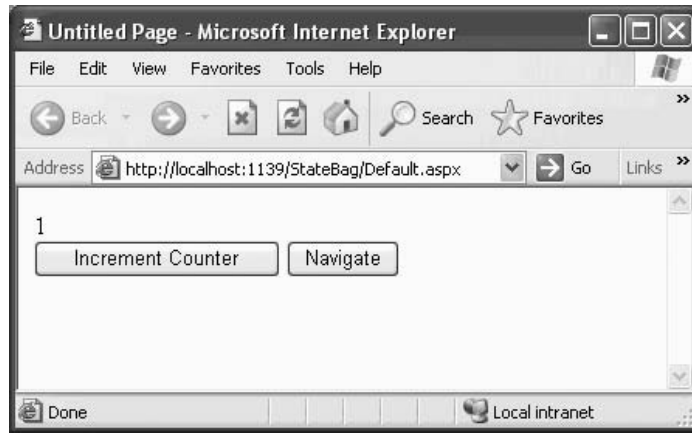 Untitled Page - Microsoft Internet Explorer
File Edit View Favorites Tools Help
Back Search Favorites »
Address http://localhost:1139/StateBag/Default.aspx Go Links »
1
Increment Counter Navigate
Done Local intranet